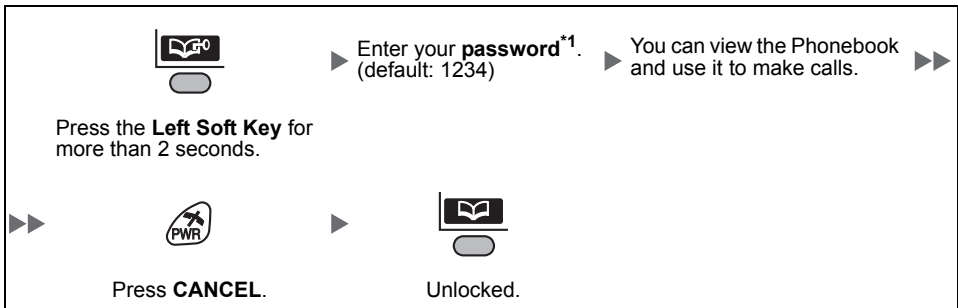 Enter your password*1.
(default: 1234)
You can view the Phonebook
and use it to make calls.
Press the Left Soft Key for
more than 2 seconds.
PWR
Press CANCEL.
Unlocked.